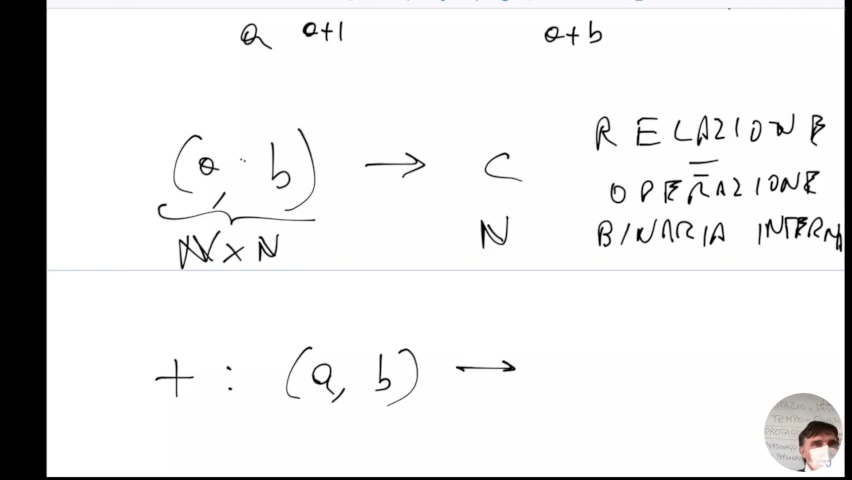 a a+1 a+b
(a, b) → c RELAZIONE
OPERAZIONE
N×N N BINARIA INTERNA
+ : (a, b) →